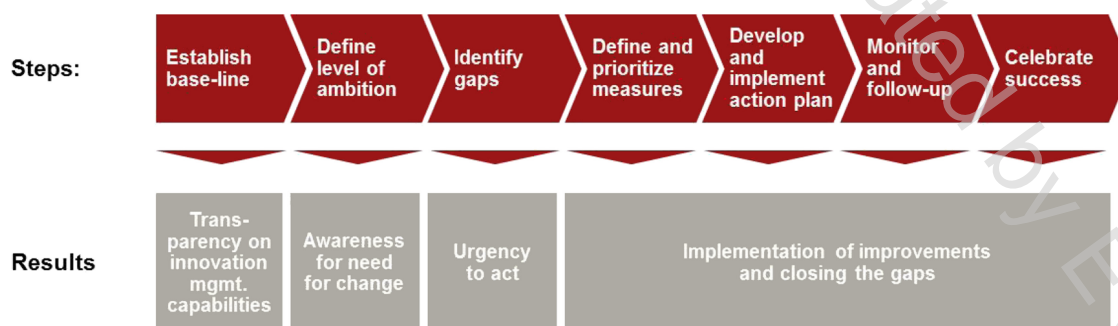 Steps:
Establish
base-line
Define
level of
ambition
Identify
gaps
Define and
prioritize
measures
Develop
and
implement
action plan
Monitor
and
follow-up
Celebrate
success
Results
Trans-
parency on
innovation
mgmt.
capabilities
Awareness
for need
for change
Urgency
to act
Implementation of improvements
and closing the gaps
by